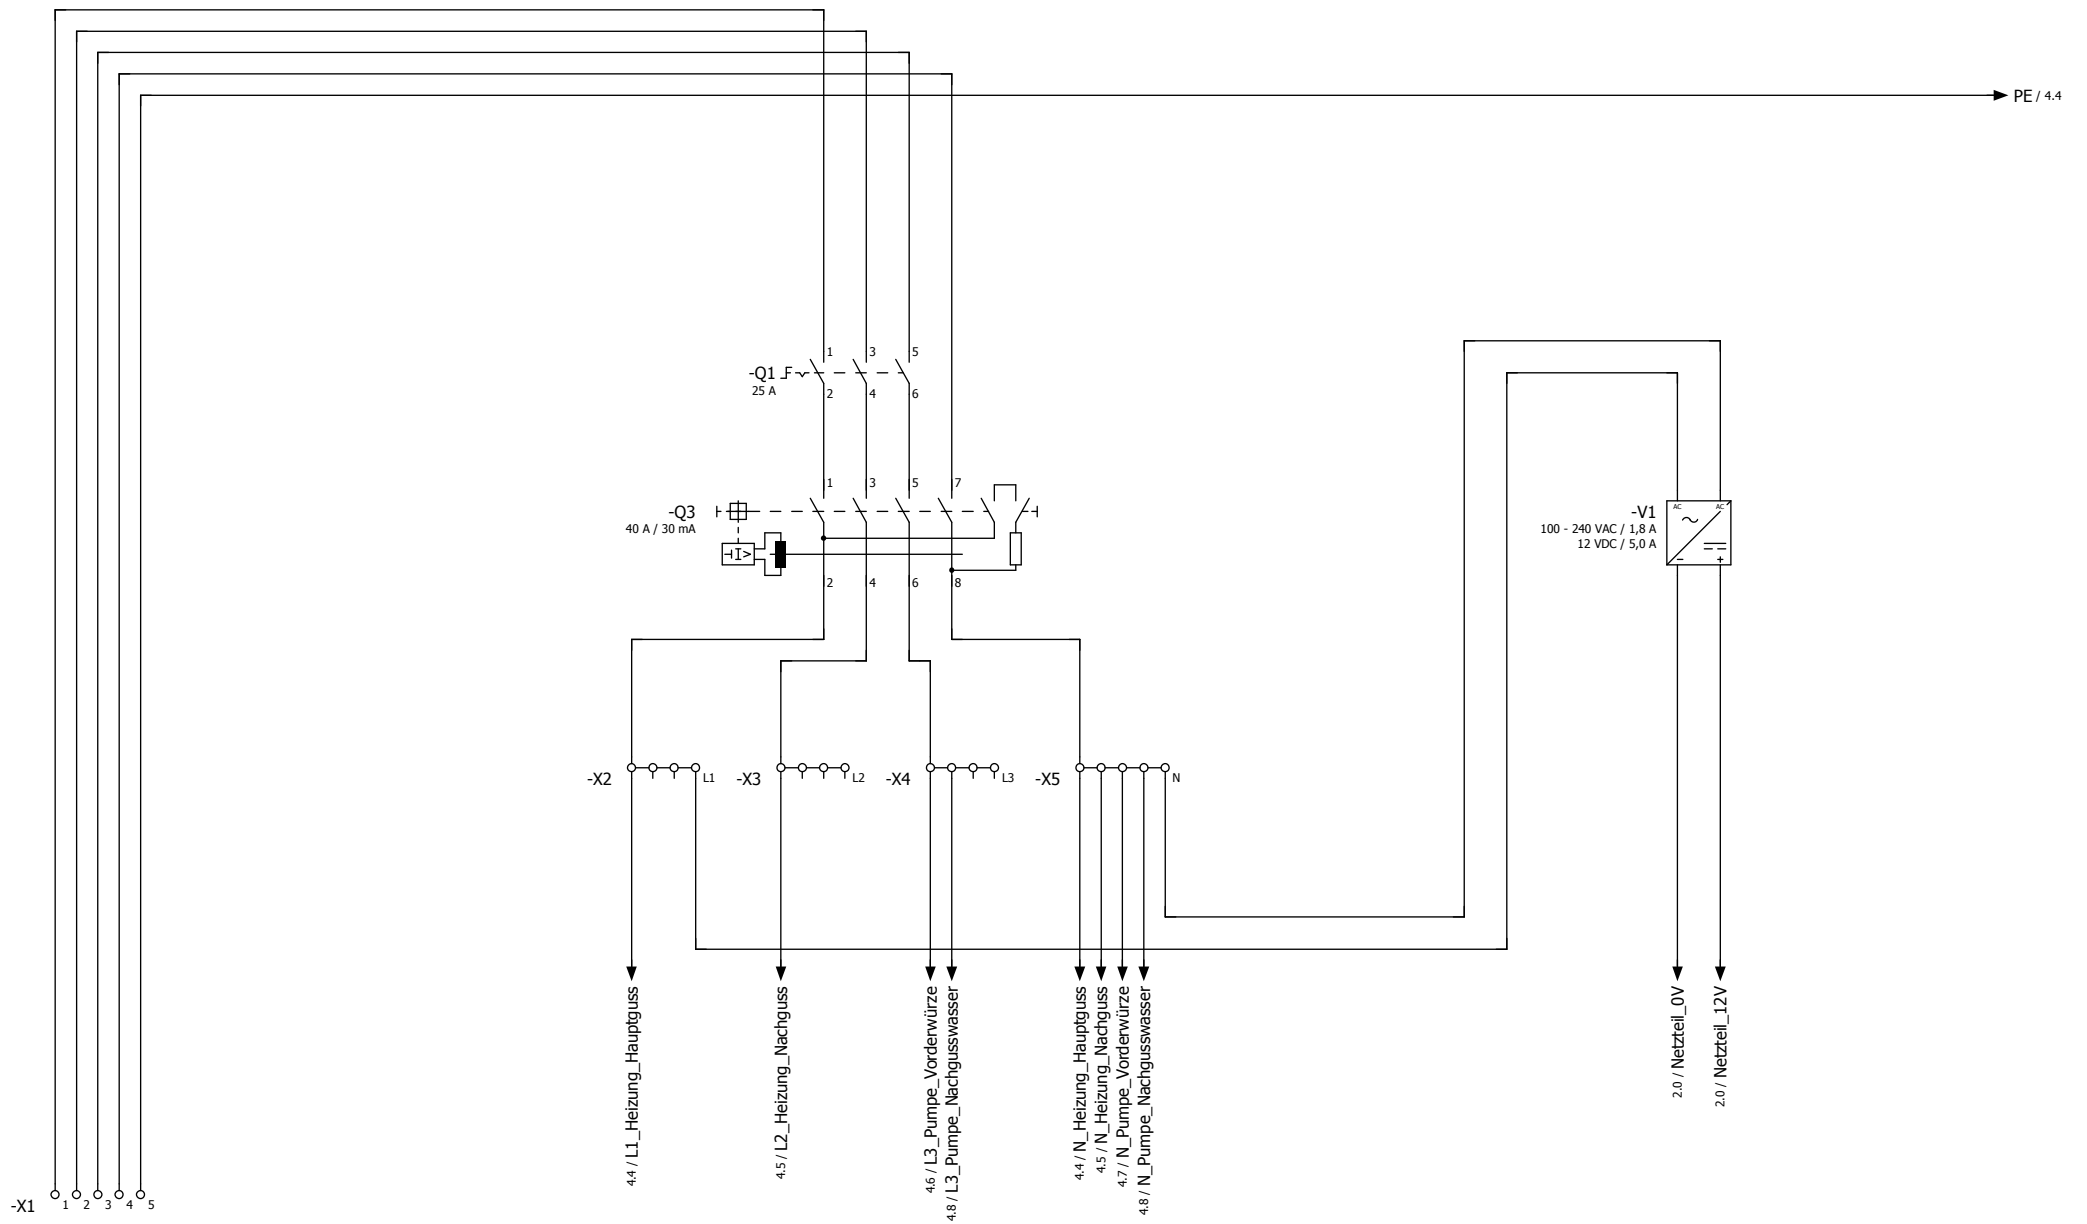 PE / 4.4
1 3 5
-Q1
25 A
2 4 6
1 3 5 7
-Q3
40 A / 30 mA
I>
2 4 6 8
AC AC
-V1
100 - 240 VAC / 1,8 A
12 VDC / 5,0 A
- +
-X2 L1
-X3 L2
-X4 L3
-X5 N
4.4 / L1_Heizung_Hauptguss
4.5 / L2_Heizung_Nachguss
4.6 / L3_Pumpe_Vorderwürze
4.8 / L3_Pumpe_Nachgusswasser
4.4 / N_Heizung_Hauptguss
4.5 / N_Heizung_Nachguss
4.7 / N_Pumpe_Vorderwürze
4.8 / N_Pumpe_Nachgusswasser
2.0 / Netzteil_0V
2.0 / Netzteil_12V
-X1 1 2 3 4 5